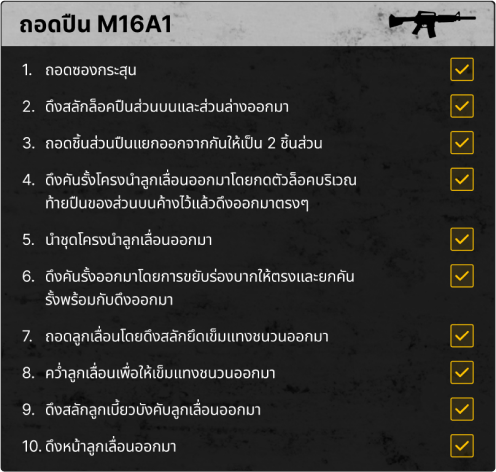 ถอดปืน M16A1
1. ถอดซองกระสุน
2. ดึงสลักล็อคปืนส่วนบนและส่วนล่างออกมา
3. ถอดชิ้นส่วนปืนแยกออกจากกันให้เป็น 2 ชิ้นส่วน
4. ดึงคันรั้งโครงนำลูกเลื่อนออกมาโดยกดตัวล็อคบริเวณ
ท้ายปืนของส่วนบนค้างไว้แล้วดึงออกมาตรงๆ
5. นำชุดโครงนำลูกเลื่อนออกมา
6. ดึงคันรั้งออกมาโดยการขยับร่องบากให้ตรงและยกคัน
รั้งพร้อมกับดึงออกมา
7. ถอดลูกเลื่อนโดยดึงสลักยึดเข็มแทงชนวนออกมา
8. คว่ำลูกเลื่อนเพื่อให้เข็มแทงชนวนออกมา
9. ดึงสลักลูกเบี้ยวบังคับลูกเลื่อนออกมา
10. ดึงหน้าลูกเลื่อนออกมา